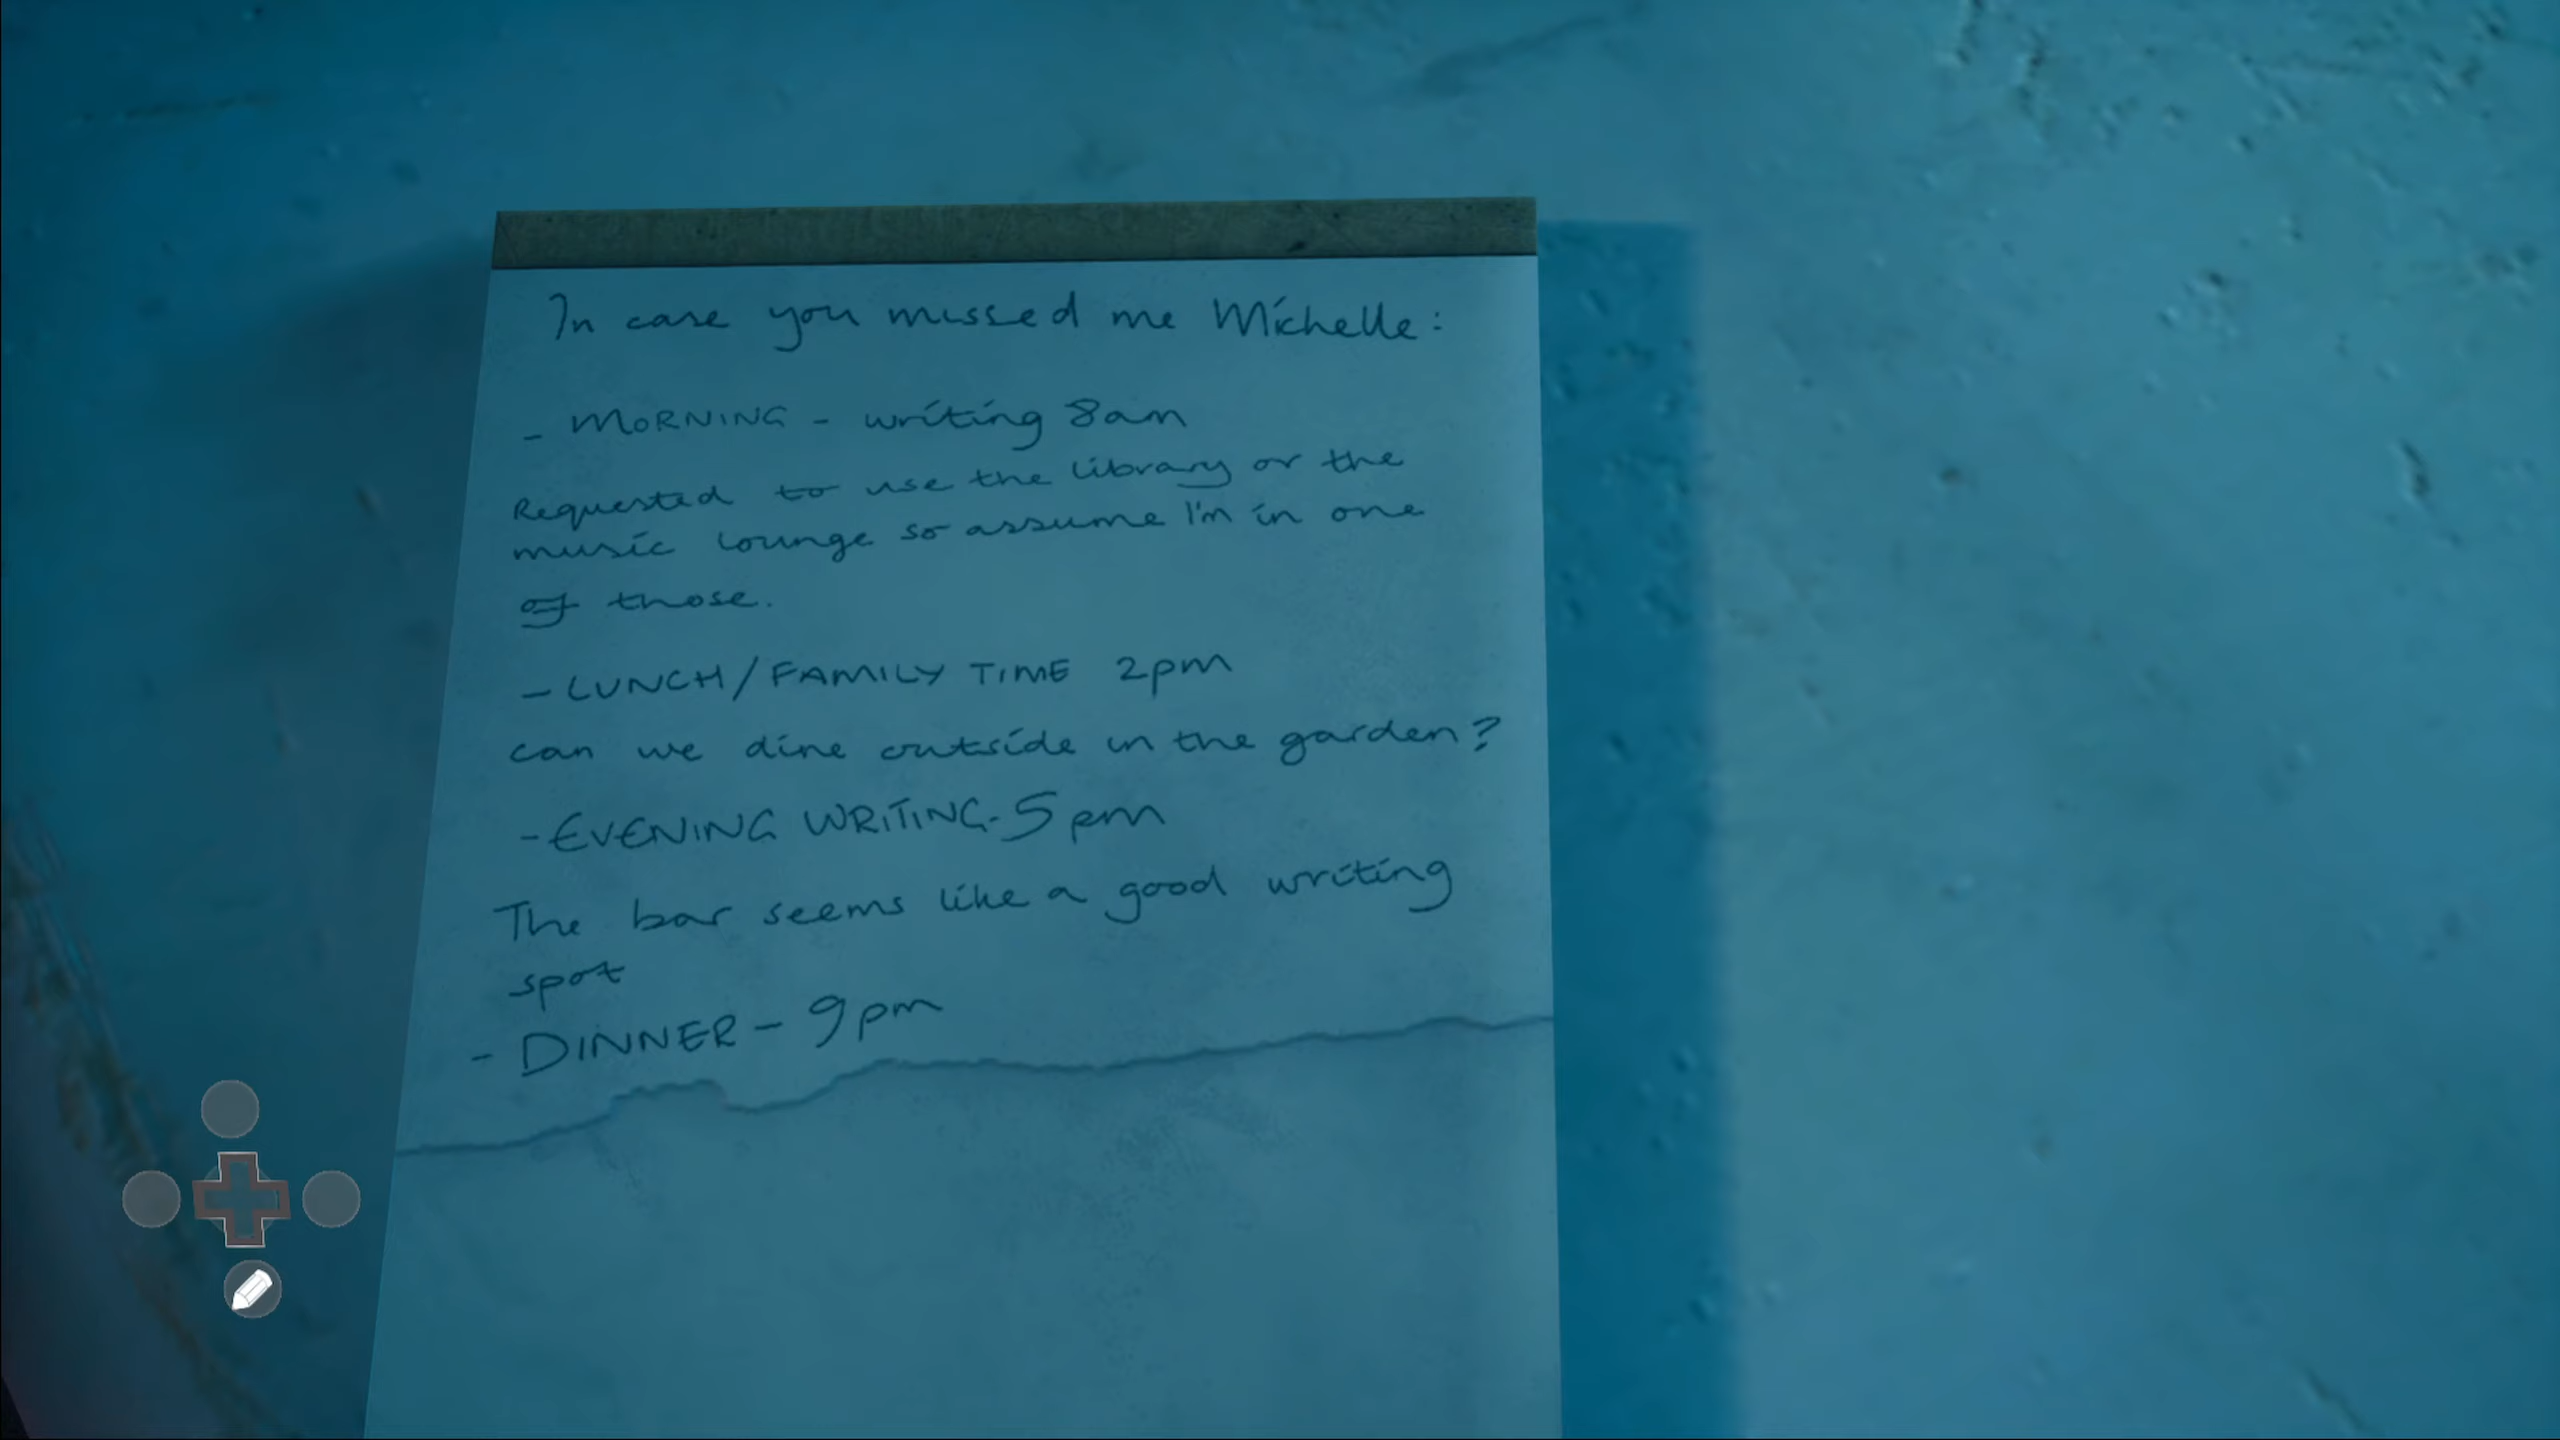 In case you missed me Michelle:
- MORNING - writing 8am
Requested to use the library or the
music lounge so assume I'm in one
of those.
- LUNCH/FAMILY TIME 2pm
can we dine outside in the garden?
- EVENING WRITING - 5pm
The bar seems like a good writing
spot
- DINNER - 9pm